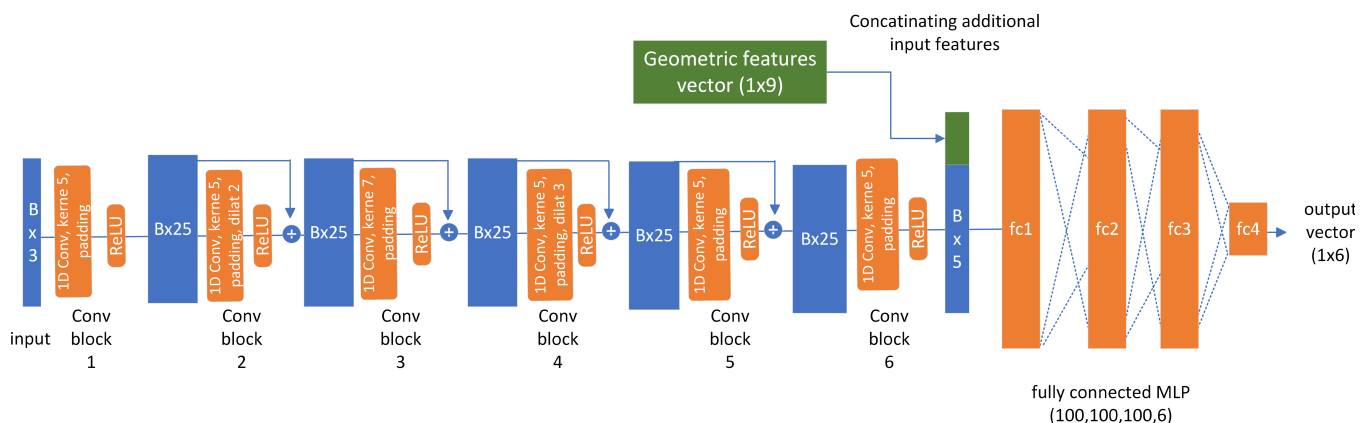 Concatinating additional
input features
Geometric features
vector (1x9)
B
x
3
1D Conv, kerne 5,
padding
ReLU
Bx25
1D Conv, kerne 5,
padding, dilat 2
ReLU
+
Bx25
1D Conv, kerne 7,
padding
ReLU
+
Bx25
1D Conv, kerne 5,
padding, dilat 3
ReLU
+
Bx25
1D Conv, kerne 5,
padding
ReLU
+
Bx25
1D Conv, kerne 5,
padding
ReLU
B
x
5
fc1
fc2
fc3
fc4
output
vector
(1x6)
input
Conv
block
1
Conv
block
2
Conv
block
3
Conv
block
4
Conv
block
5
Conv
block
6
fully connected MLP
(100,100,100,6)